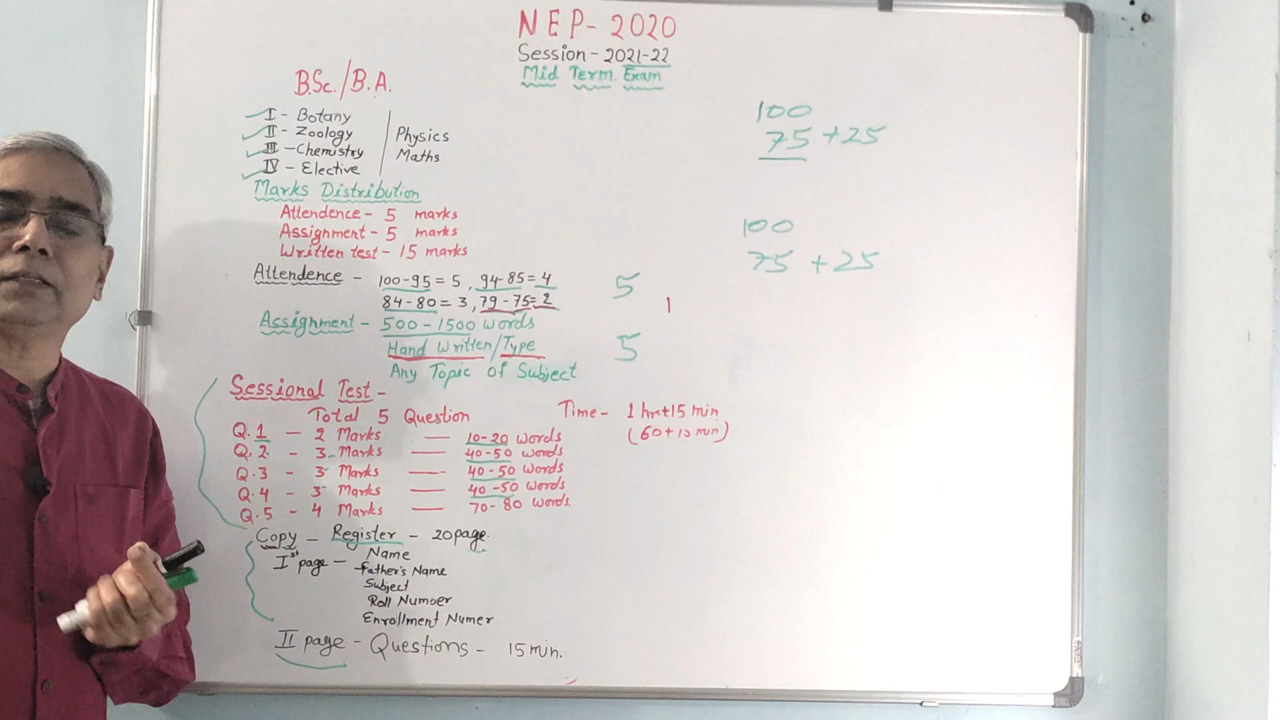 NEP-2020
Session-2021-22
Mid Term Exam
B.Sc./B.A.
I - Botany
II - Zoology
III - Chemistry
IV - Elective
Physics
Maths
Marks Distribution
Attendence - 5 marks
Assignment - 5 marks
Written test - 15 marks
Attendence - 100-95 = 5, 94-85 = 4
84-80 = 3, 79-75 = 2
Assignment - 500-1500 words
Hand Written/Type
Any Topic of Subject
5
5
1
100
75 + 25
100
75 + 25
Sessional Test -
Total 5 Question
Time - 1 hr+15 min
(60+15 min)
Q.1 - 2 Marks — 10-20 words
Q.2 - 3 Marks — 40-50 words
Q.3 - 3 Marks — 40-50 words
Q.4 - 3 Marks — 40-50 words
Q.5 - 4 Marks — 70-80 words.
Copy - Register - 20 page.
Ist page - Name
Father's Name
Subject
Roll Number
Enrollment Numer
II page - Questions - 15 min.